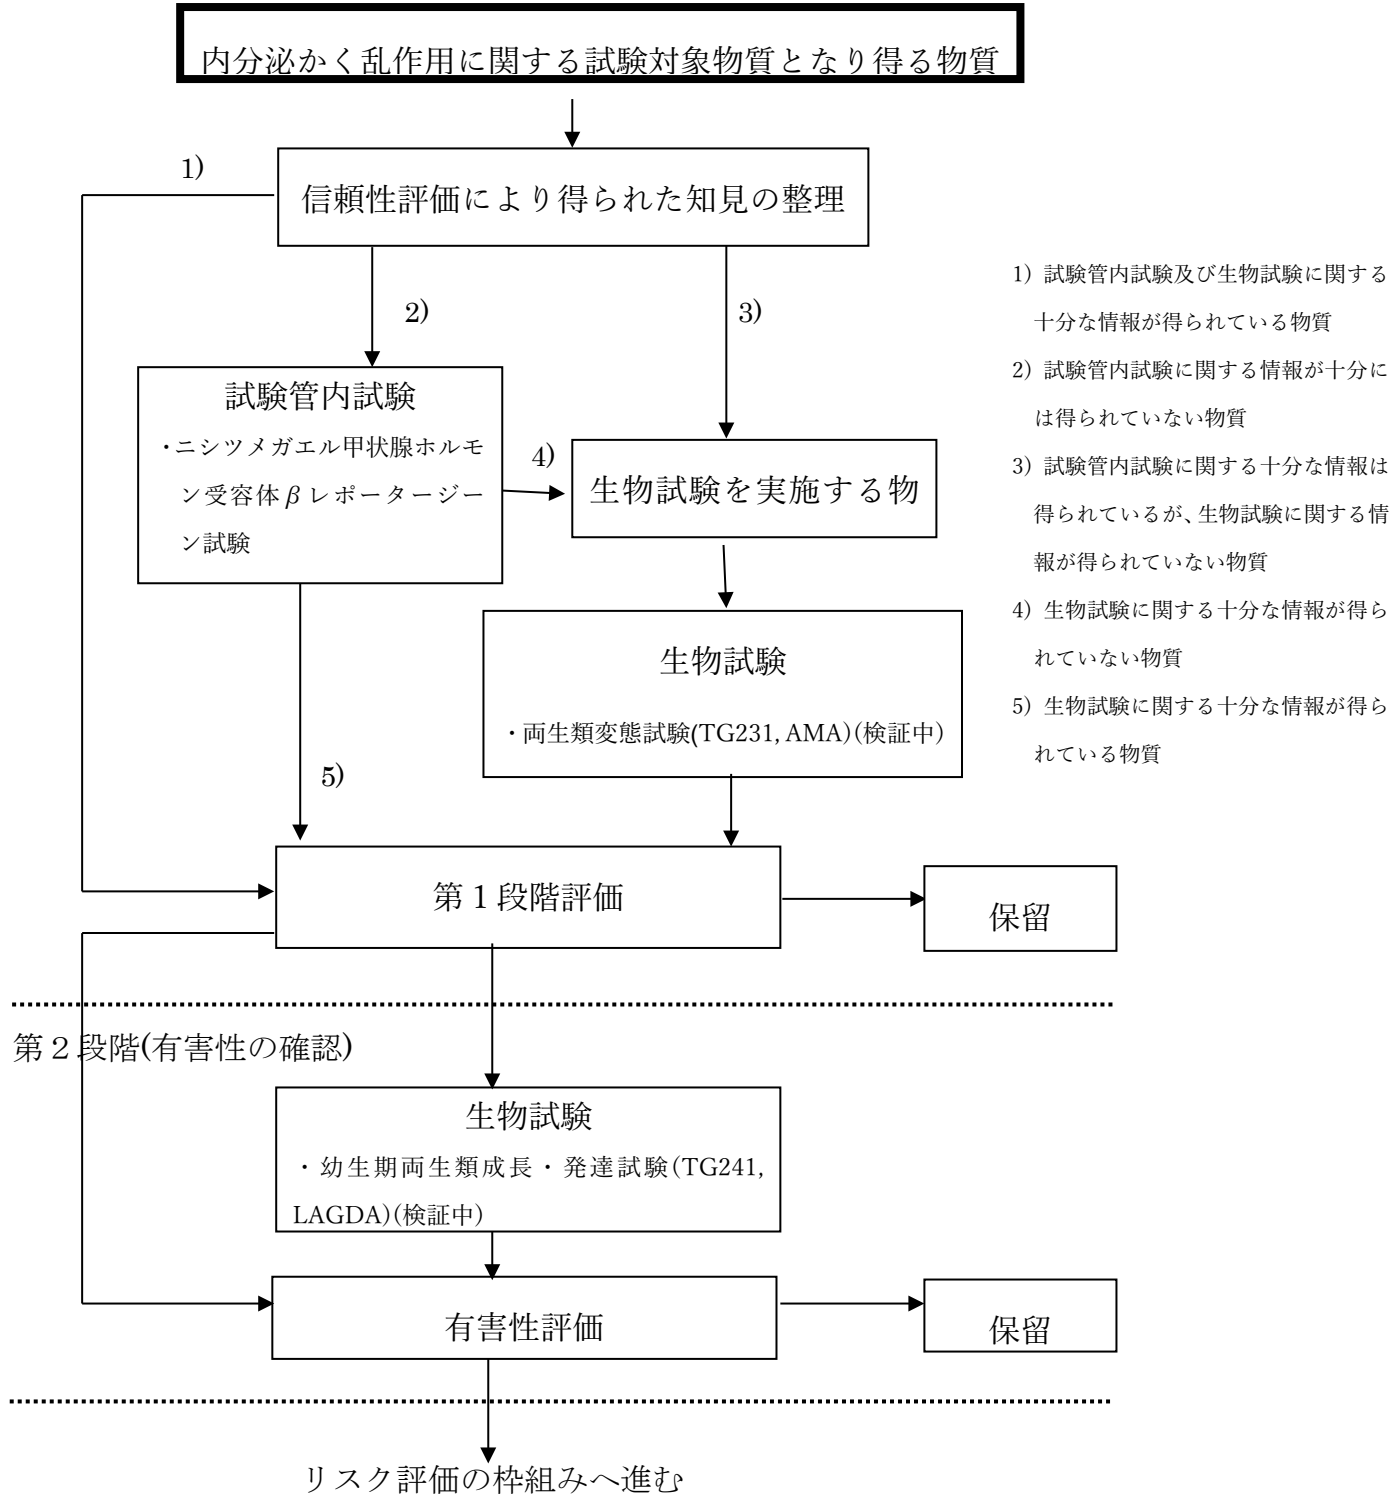 内分泌かく乱作用に関する試験対象物質となり得る物質
1)
信頼性評価により得られた知見の整理
2)
3)
試験管内試験
・ニシツメガエル甲状腺ホルモ
ン受容体βレポータージー
ン試験
4)
生物試験を実施する物
生物試験
・両生類変態試験(TG231, AMA)(検証中)
5)
第１段階評価
保留
1) 試験管内試験及び生物試験に関する
十分な情報が得られている物質
2) 試験管内試験に関する情報が十分に
は得られていない物質
3) 試験管内試験に関する十分な情報は
得られているが、生物試験に関する情
報が得られていない物質
4) 生物試験に関する十分な情報が得ら
れていない物質
5) 生物試験に関する十分な情報が得ら
れている物質
第２段階(有害性の確認)
生物試験
・幼生期両生類成長・発達試験(TG241,
LAGDA)(検証中)
有害性評価
保留
リスク評価の枠組みへ進む